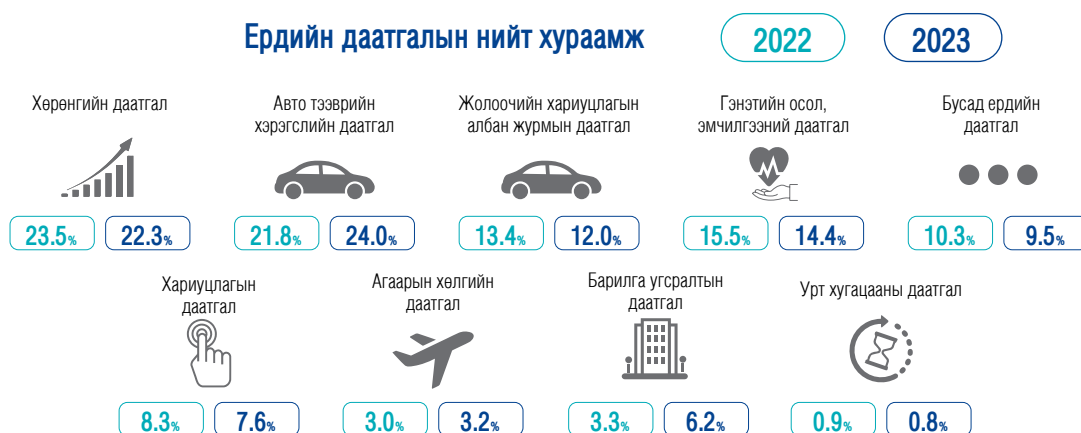 Ердийн даатгалын нийт хураамж
2022
2023
Хөрөнгийн даатгал
23.5%
22.3%
Авто тээврийн
хэрэгслийн даатгал
21.8%
24.0%
Жолоочийн хариуцлагын
албан журмын даатгал
13.4%
12.0%
Гэнэтийн осол,
эмчилгээний даатгал
15.5%
14.4%
Бусад ердийн
даатгал
10.3%
9.5%
Хариуцлагын
даатгал
8.3%
7.6%
Агаарын хөлгийн
даатгал
3.0%
3.2%
Барилга угсралтын
даатгал
3.3%
6.2%
Урт хугацааны даатгал
0.9%
0.8%